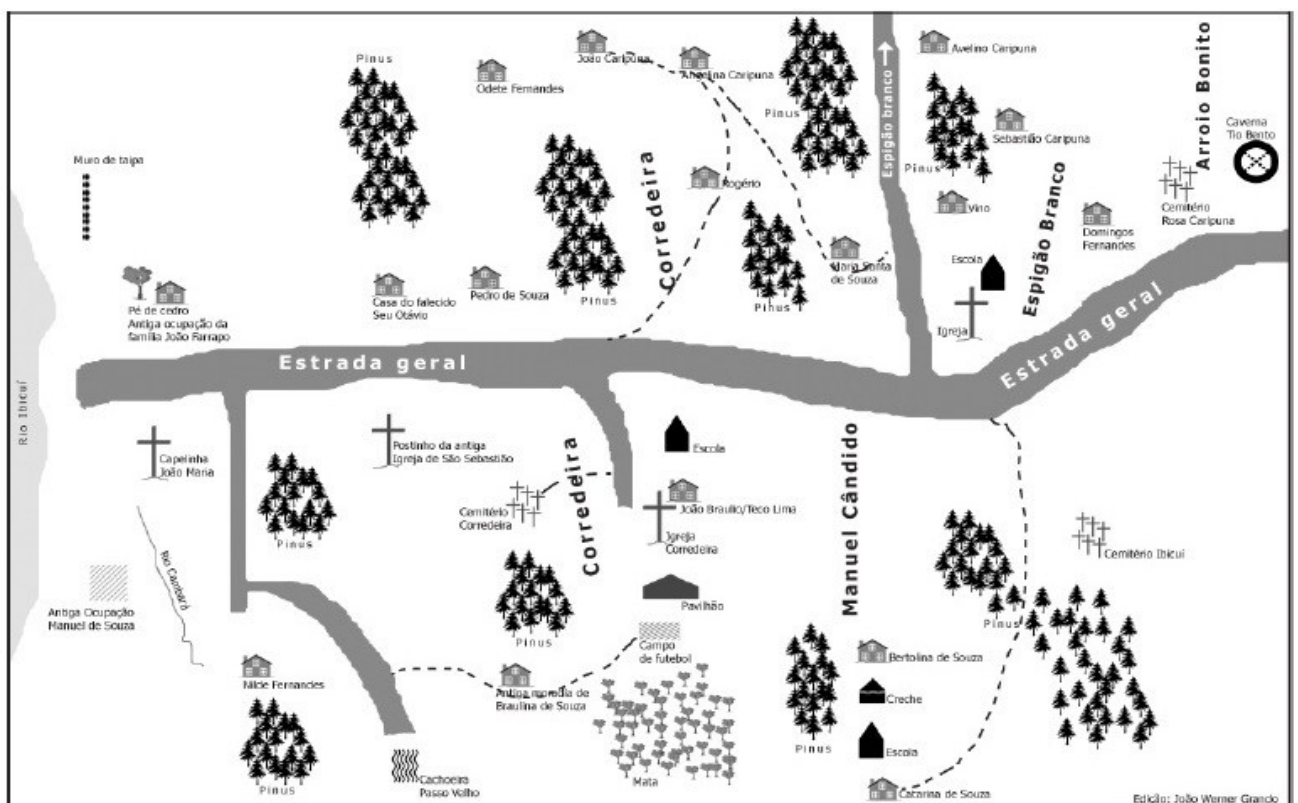 Pinus
João Caripuna
Angelina Caripuna
Odete Fernandes
Pinus
Espigão branco
Avelino Caripuna
Sebastião Caripuna
Pinus
Arroio Bonito
Caverna
Tio Bento
Muro de taipa
Corredeira
Rogério
Vino
Espigão Branco
Cemitério
Rosa Caripuna
Domingos
Fernandes
Maria Santa
de Souza
Escola
Igreja
Pinus
Pinus
Casa do falecido
Seu Otávio
Pedro de Souza
Pé de cedro
Antiga ocupação da
família João Farrapo
Rio Ibicuí
Estrada geral
Estrada geral
Capelinha
João Maria
Postinho da antiga
Igreja de São Sebastião
Escola
Corredeira
Manuel Cândido
Pinus
Cemitério
Corredeira
João Braulio/Teco Lima
Igreja
Corredeira
Cemitério Ibicuí
Rio Cambará
Antiga Ocupação
Manuel de Souza
Pinus
Pavilhão
Pinus
Campo
de futebol
Bertolina de Souza
Nilde Fernandes
Antiga moradia de
Braulina de Souza
Creche
Pinus
Escola
Pinus
Cachoeira
Passo Velho
Mata
Catarina de Souza
Edição: João Werner Grando